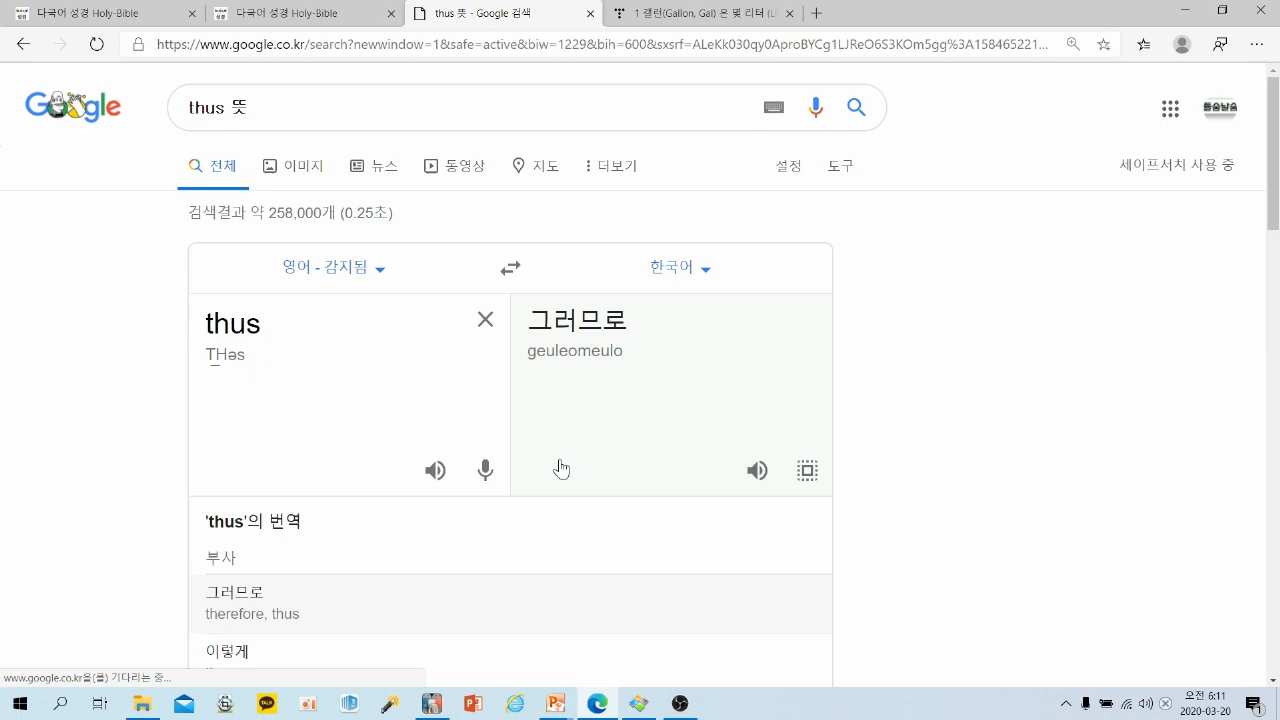 다국어 성경 Holy-Bible
다국어 성경 Holy-Bible
thus 뜻 - Google 검색
1 갤런(Gallon, Gal) 은 몇 리터 (Li
https://www.google.co.kr/search?newwindow=1&safe=active&biw=1229&bih=600&sxsrf=ALeKk030qy0AproBYCg1LJReO6S3KOm5gg%3A158465221...
Google
thus 뜻
전체
이미지
뉴스
동영상
지도
더보기
설정
도구
세이프서치 사용 중
검색결과 약 258,000개 (0.25초)
영어 - 감지됨
한국어
thus
그러므로
T͟Həs
geuleomeulo
'thus'의 번역
부사
그러므로
therefore, thus
이렇게
www.google.co.kr을(를) 기다리는 중...
오전 6:11
2020-03-20